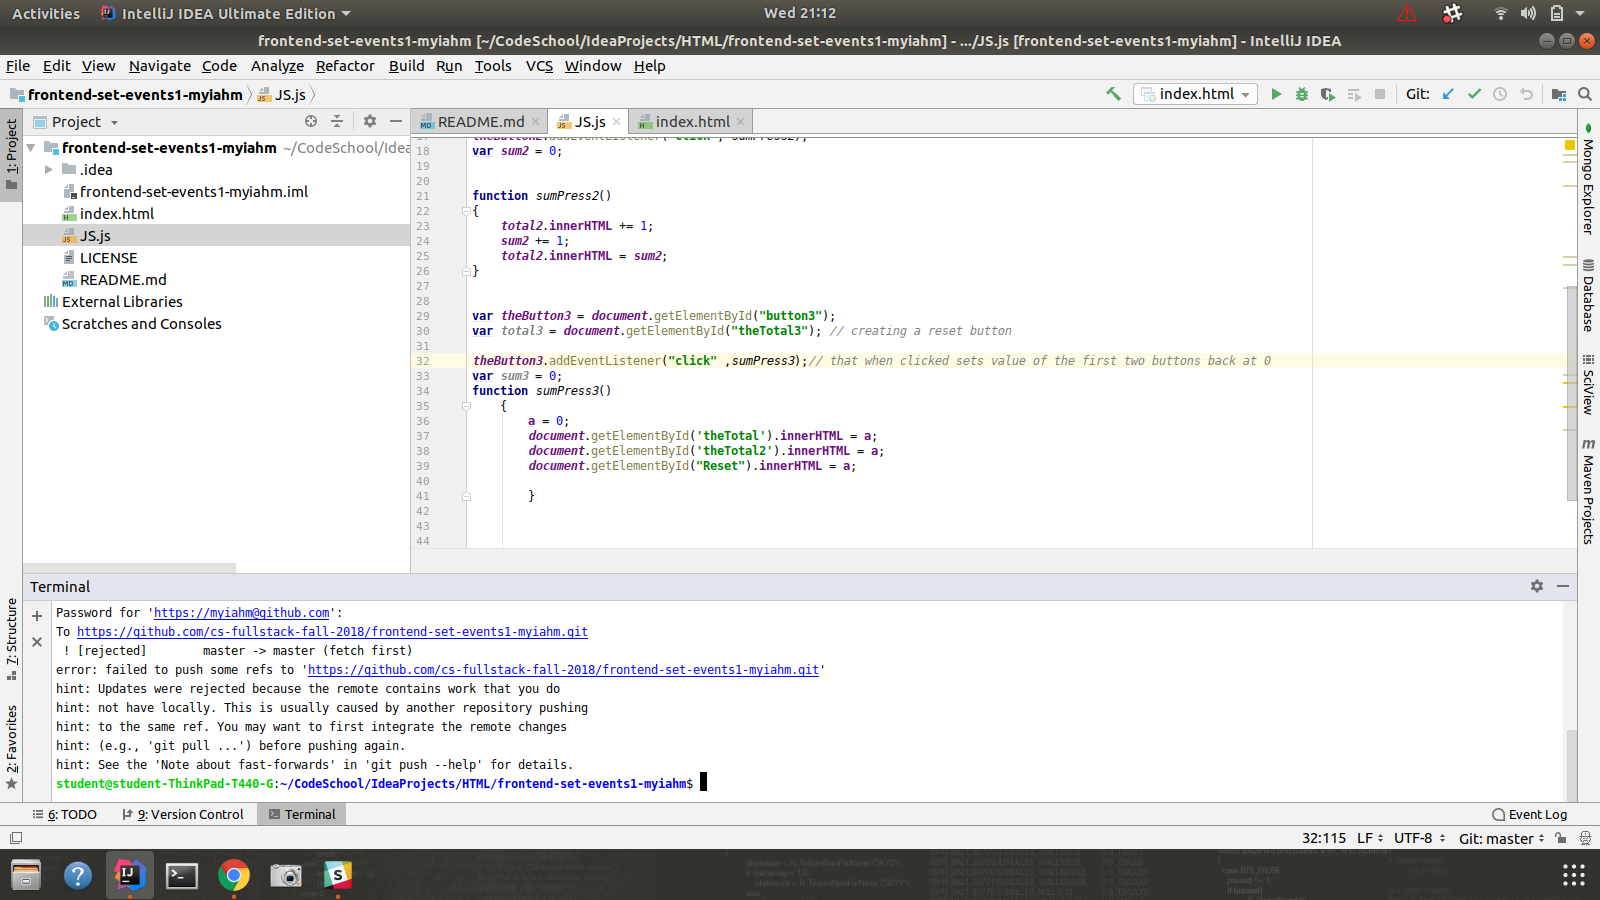 Activities IntelliJ IDEA Ultimate Edition Wed 21:12
frontend-set-events1-myiahm [~/CodeSchool/IdeaProjects/HTML/frontend-set-events1-myiahm] - .../JS.js [frontend-set-events1-myiahm] - IntelliJ IDEA
File Edit View Navigate Code Analyze Refactor Build Run Tools VCS Window Help
frontend-set-events1-myiahm JS.js index.html Git:
1: Project
Project
README.md JS.js index.html
frontend-set-events1-myiahm ~/CodeSchool/Idea
.idea
frontend-set-events1-myiahm.iml
index.html
JS.js
LICENSE
README.md
External Libraries
Scratches and Consoles
17 theButton2.addEventListener("click", sumPress2);
18 var sum2 = 0;
19
20
21 function sumPress2()
22 {
23 total2.innerHTML += 1;
24 sum2 += 1;
25 total2.innerHTML = sum2;
26 }
27
28
29 var theButton3 = document.getElementById("button3");
30 var total3 = document.getElementById("theTotal3"); // creating a reset button
31
32 theButton3.addEventListener("click" ,sumPress3);// that when clicked sets value of the first two buttons back at 0
33 var sum3 = 0;
34 function sumPress3()
35 {
36 a = 0;
37 document.getElementById('theTotal').innerHTML = a;
38 document.getElementById('theTotal2').innerHTML = a;
39 document.getElementById("Reset").innerHTML = a;
40
41 }
42
43
44
Mongo Explorer
Database
SciView
Maven Projects
7: Structure
2: Favorites
Terminal
Password for 'https://myiahm@github.com':
To https://github.com/cs-fullstack-fall-2018/frontend-set-events1-myiahm.git
! [rejected] master -> master (fetch first)
error: failed to push some refs to 'https://github.com/cs-fullstack-fall-2018/frontend-set-events1-myiahm.git'
hint: Updates were rejected because the remote contains work that you do
hint: not have locally. This is usually caused by another repository pushing
hint: to the same ref. You may want to first integrate the remote changes
hint: (e.g., 'git pull ...') before pushing again.
hint: See the 'Note about fast-forwards' in 'git push --help' for details.
student@student-ThinkPad-T440-G:~/CodeSchool/IdeaProjects/HTML/frontend-set-events1-myiahm$
6: TODO 9: Version Control Terminal Event Log
32:115 LF UTF-8 Git: master